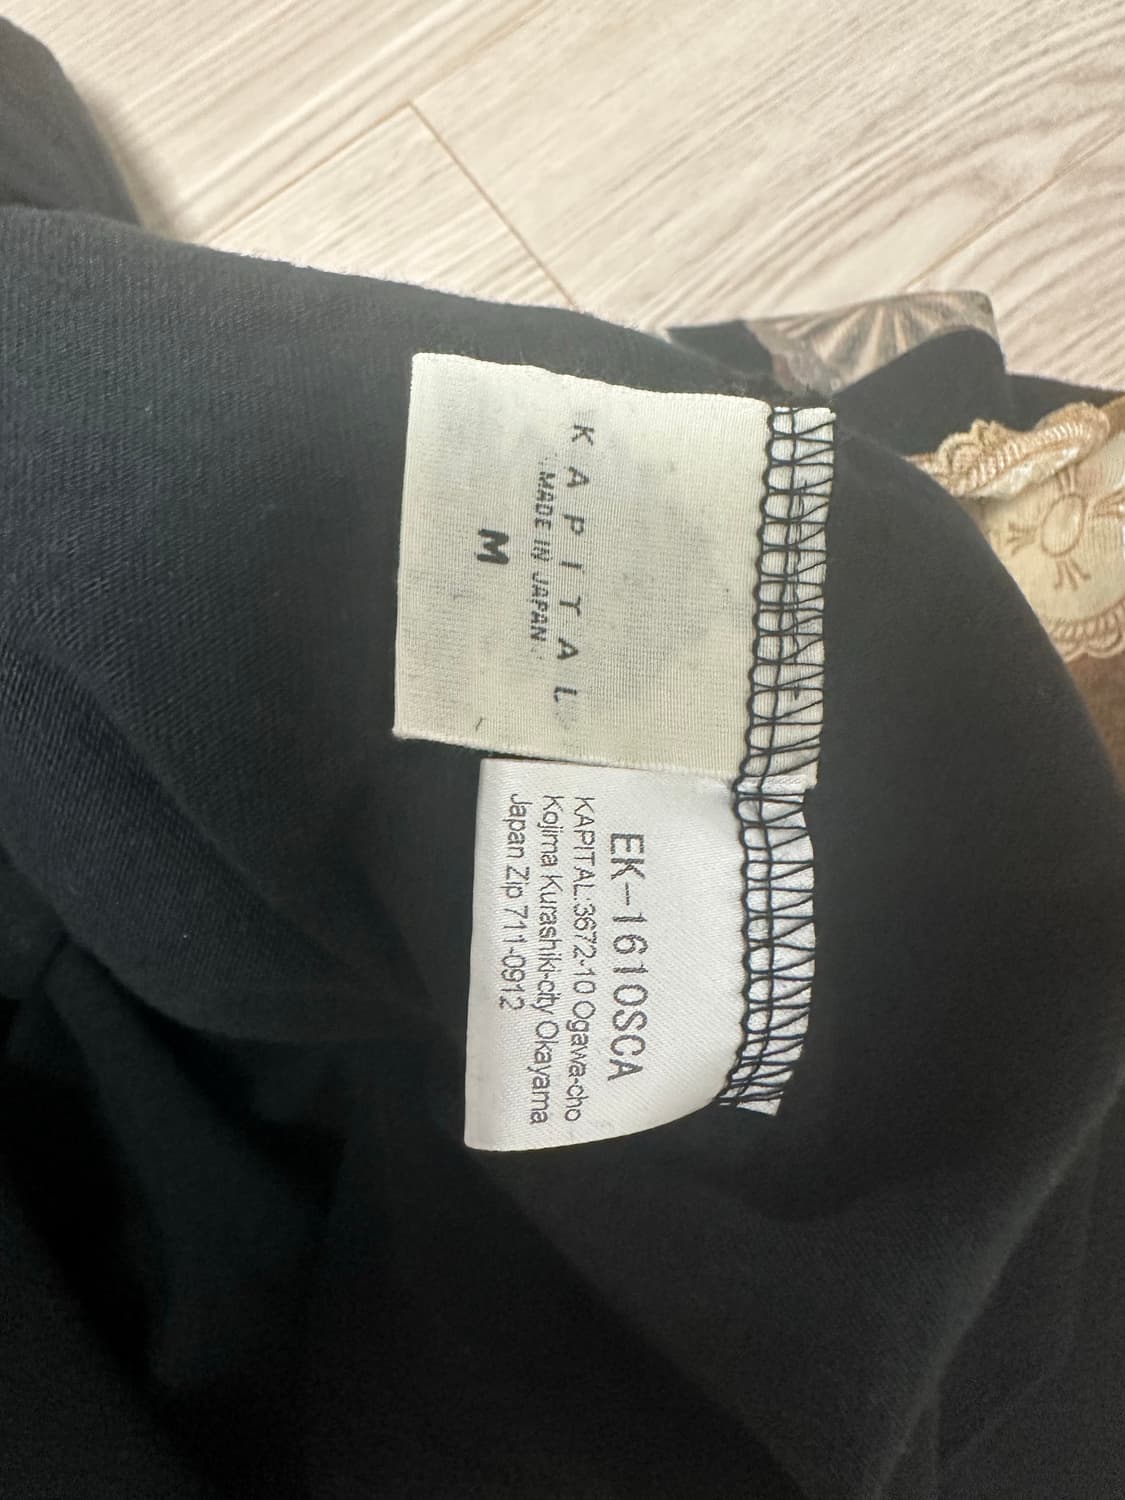 KAPITAL
MADE IN JAPAN
M
EK-1610SCA
KAPITAL:3672-10 Ogawa-cho
Kojima Kurashiki-city Okayama
Japan Zip 711-0912